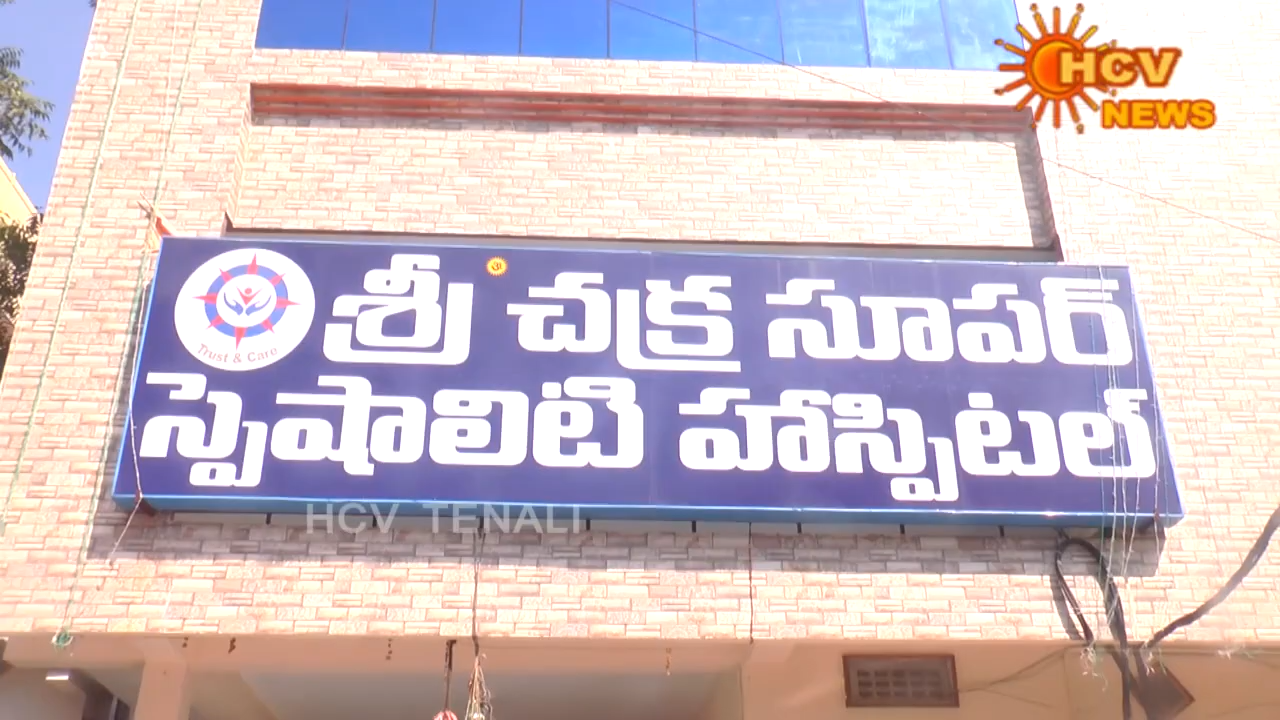 HCV
NEWS
శ్రీ చక్ర సూపర్
స్పెషాలిటి హాస్పిటల్
Trust & Care
HCV TENALI